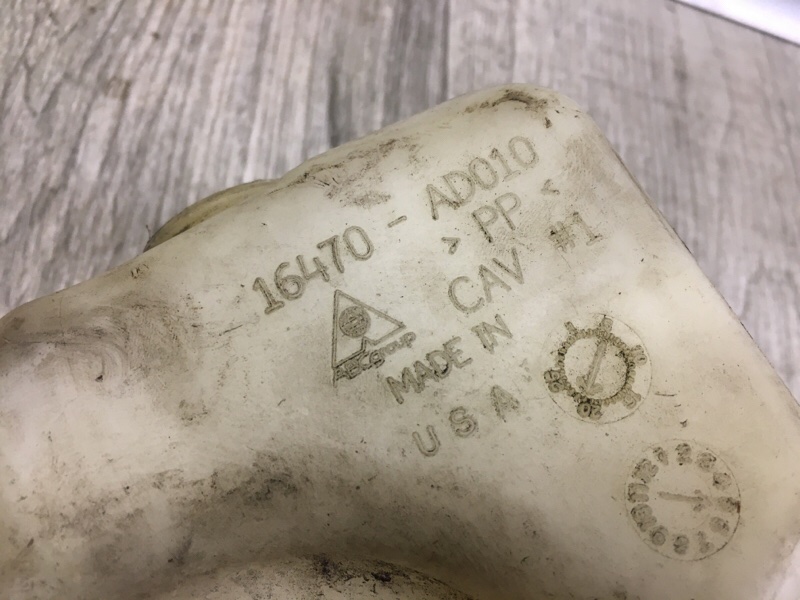 16470 - AD010
>PP<
CAV #1
MADE IN
U S A